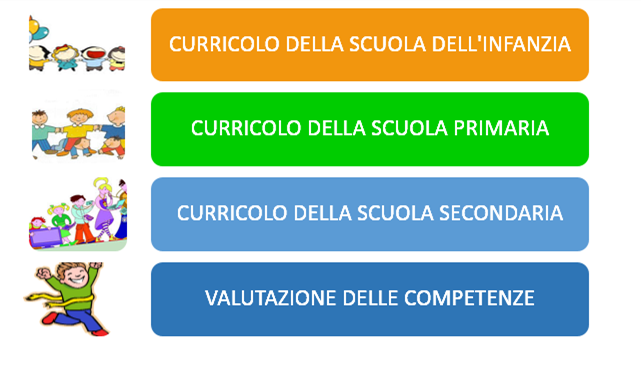 CURRICOLO DELLA SCUOLA DELL'INFANZIA
CURRICOLO DELLA SCUOLA PRIMARIA
CURRICOLO DELLA SCUOLA SECONDARIA
VALUTAZIONE DELLE COMPETENZE